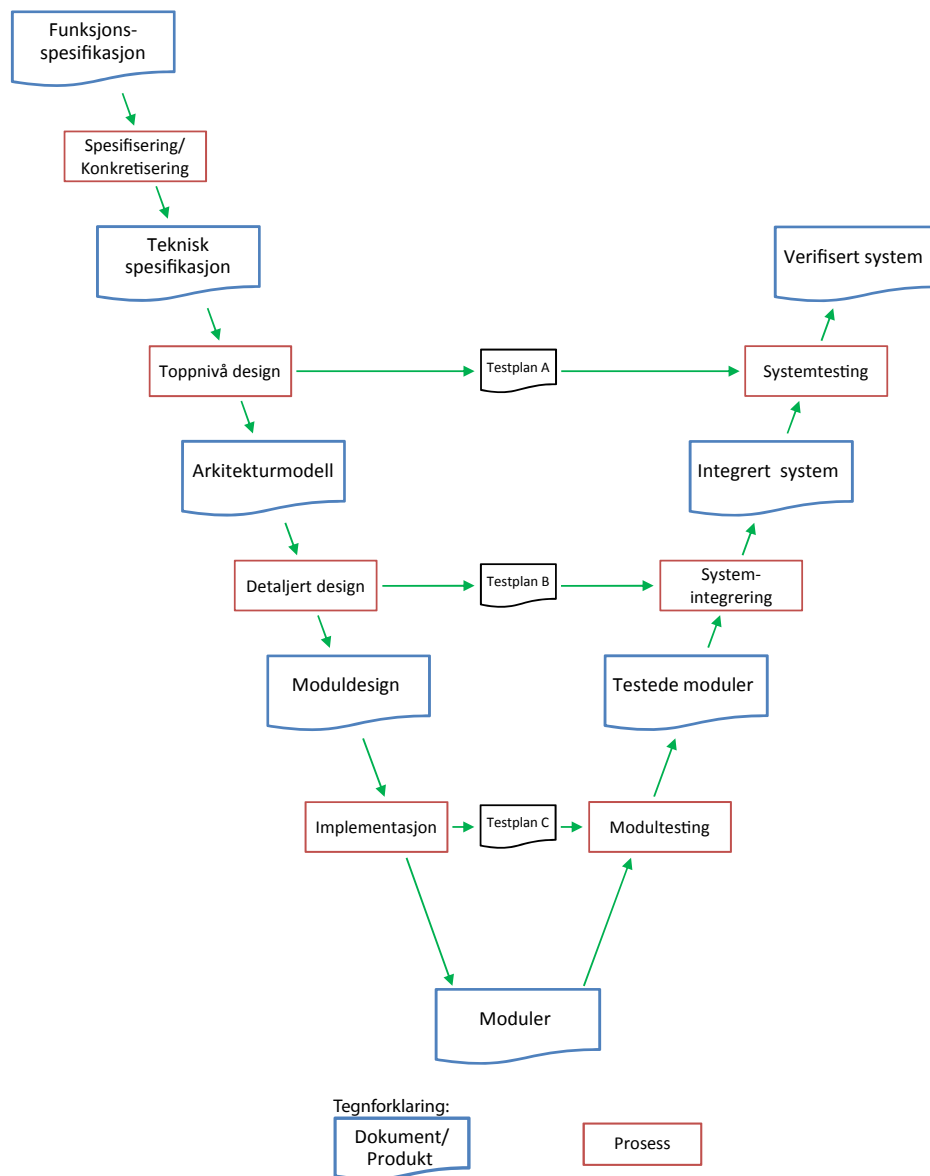 Funksjons-
spesifikasjon
Spesifisering/
Konkretisering
Teknisk
spesifikasjon
Verifisert system
Toppnivå design
Testplan A
Systemtesting
Arkitekturmodell
Integrert system
Detaljert design
Testplan B
System-
integrering
Moduldesign
Testede moduler
Implementasjon
Testplan C
Modultesting
Moduler
Tegnforklaring:
Dokument/
Produkt
Prosess